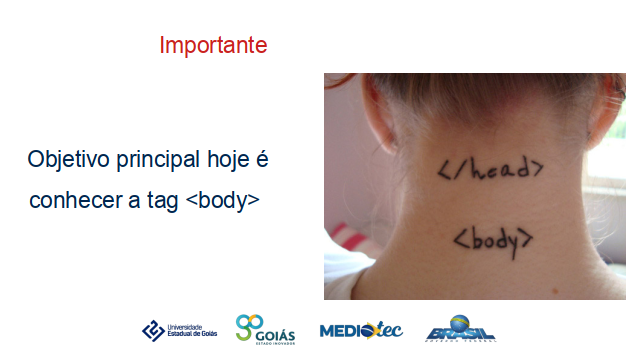 Importante
Objetivo principal hoje é
conhecer a tag <body>
</head>
<body>
Universidade
Estadual de Goiás
GOIÁS
ESTADO INOVADOR
MEDIOTEC
BRASIL
GOVERNO FEDERAL